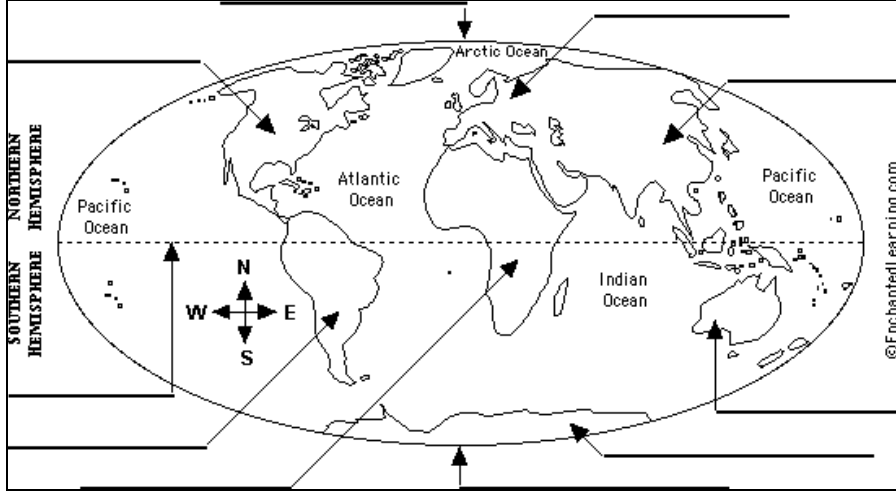 Arctic Ocean
NORTHERN
HEMISPHERE
Atlantic
Ocean
Pacific
Ocean
Pacific
Ocean
SOUTHERN
HEMISPHERE
N
W
E
S
Indian
Ocean
©EnchantedLearning.com